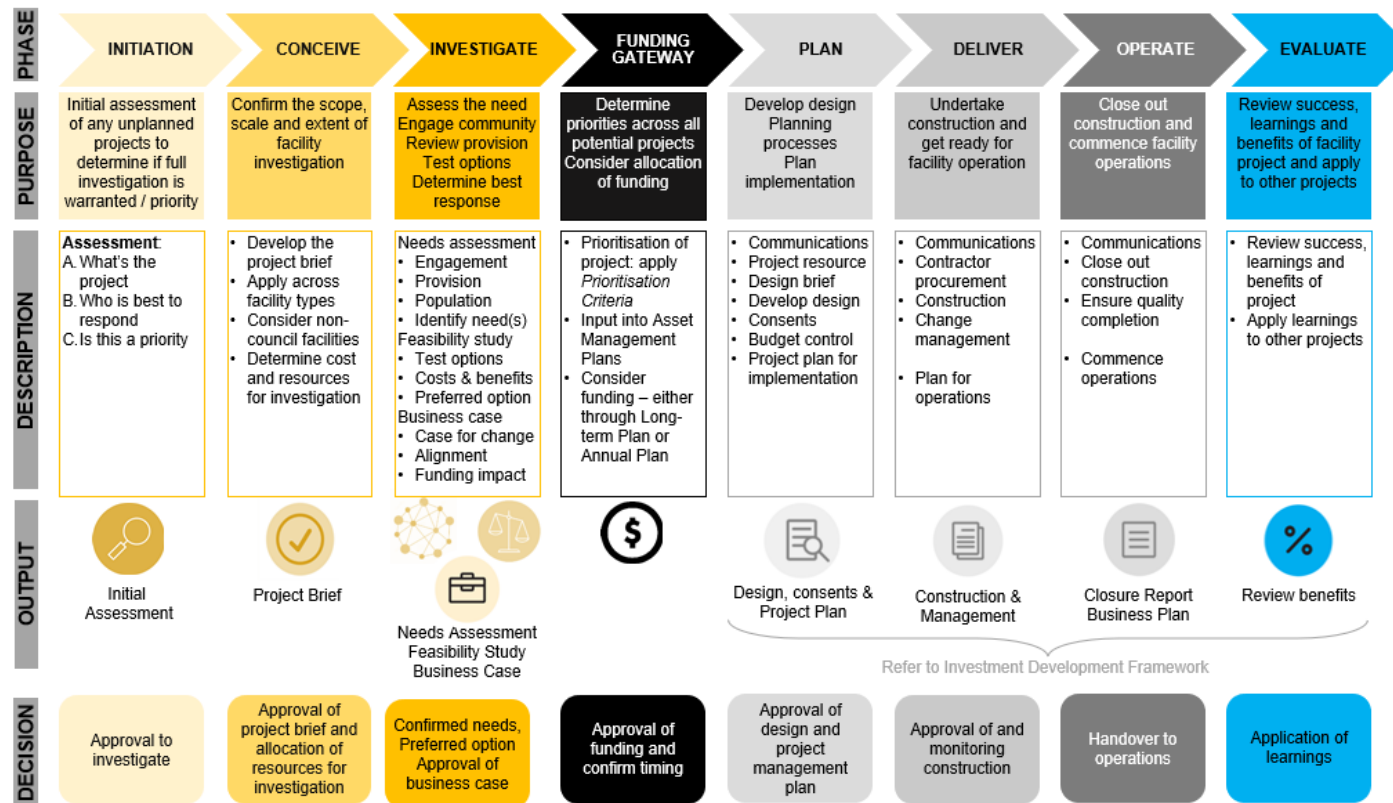 PHASE
INITIATION
CONCEIVE
INVESTIGATE
FUNDING
GATEWAY
PLAN
DELIVER
OPERATE
EVALUATE
PURPOSE
Initial assessment
of any unplanned
projects to
determine if full
investigation is
warranted / priority
Confirm the scope,
scale and extent of
facility
investigation
Assess the need
Engage community
Review provision
Test options
Determine best
response
Determine
priorities across all
potential projects
Consider allocation
of funding
Develop design
Planning
processes
Plan
implementation
Undertake
construction and
get ready for
facility operation
Close out
construction and
commence facility
operations
Review success,
learnings and
benefits of facility
project and apply
to other projects
DESCRIPTION
Assessment:
A. What's the
project
B. Who is best to
respond
C. Is this a priority
• Develop the
project brief
• Apply across
facility types
• Consider non-
council facilities
• Determine cost
and resources
for investigation
Needs assessment
• Engagement
• Provision
• Population
• Identify need(s)
Feasibility study
• Test options
• Costs & benefits
• Preferred option
Business case
• Case for change
• Alignment
• Funding impact
• Prioritisation of
project: apply
Prioritisation
Criteria
• Input into Asset
Management
Plans
• Consider
funding – either
through Long-
term Plan or
Annual Plan
• Communications
• Project resource
• Design brief
• Develop design
• Consents
• Budget control
• Project plan for
implementation
• Communications
• Contractor
procurement
• Construction
• Change
management
• Plan for
operations
• Communications
• Close out
construction
• Ensure quality
completion
• Commence
operations
• Review success,
learnings and
benefits of
project
• Apply learnings
to other projects
OUTPUT
Initial
Assessment
Project Brief
Needs Assessment
Feasibility Study
Business Case
$
Design, consents &
Project Plan
Construction &
Management
Closure Report
Business Plan
%
Review benefits
Refer to Investment Development Framework
DECISION
Approval to
investigate
Approval of
project brief and
allocation of
resources for
investigation
Confirmed needs,
Preferred option
Approval of
business case
Approval of
funding and
confirm timing
Approval of
design and
project
management
plan
Approval of and
monitoring
construction
Handover to
operations
Application of
learnings